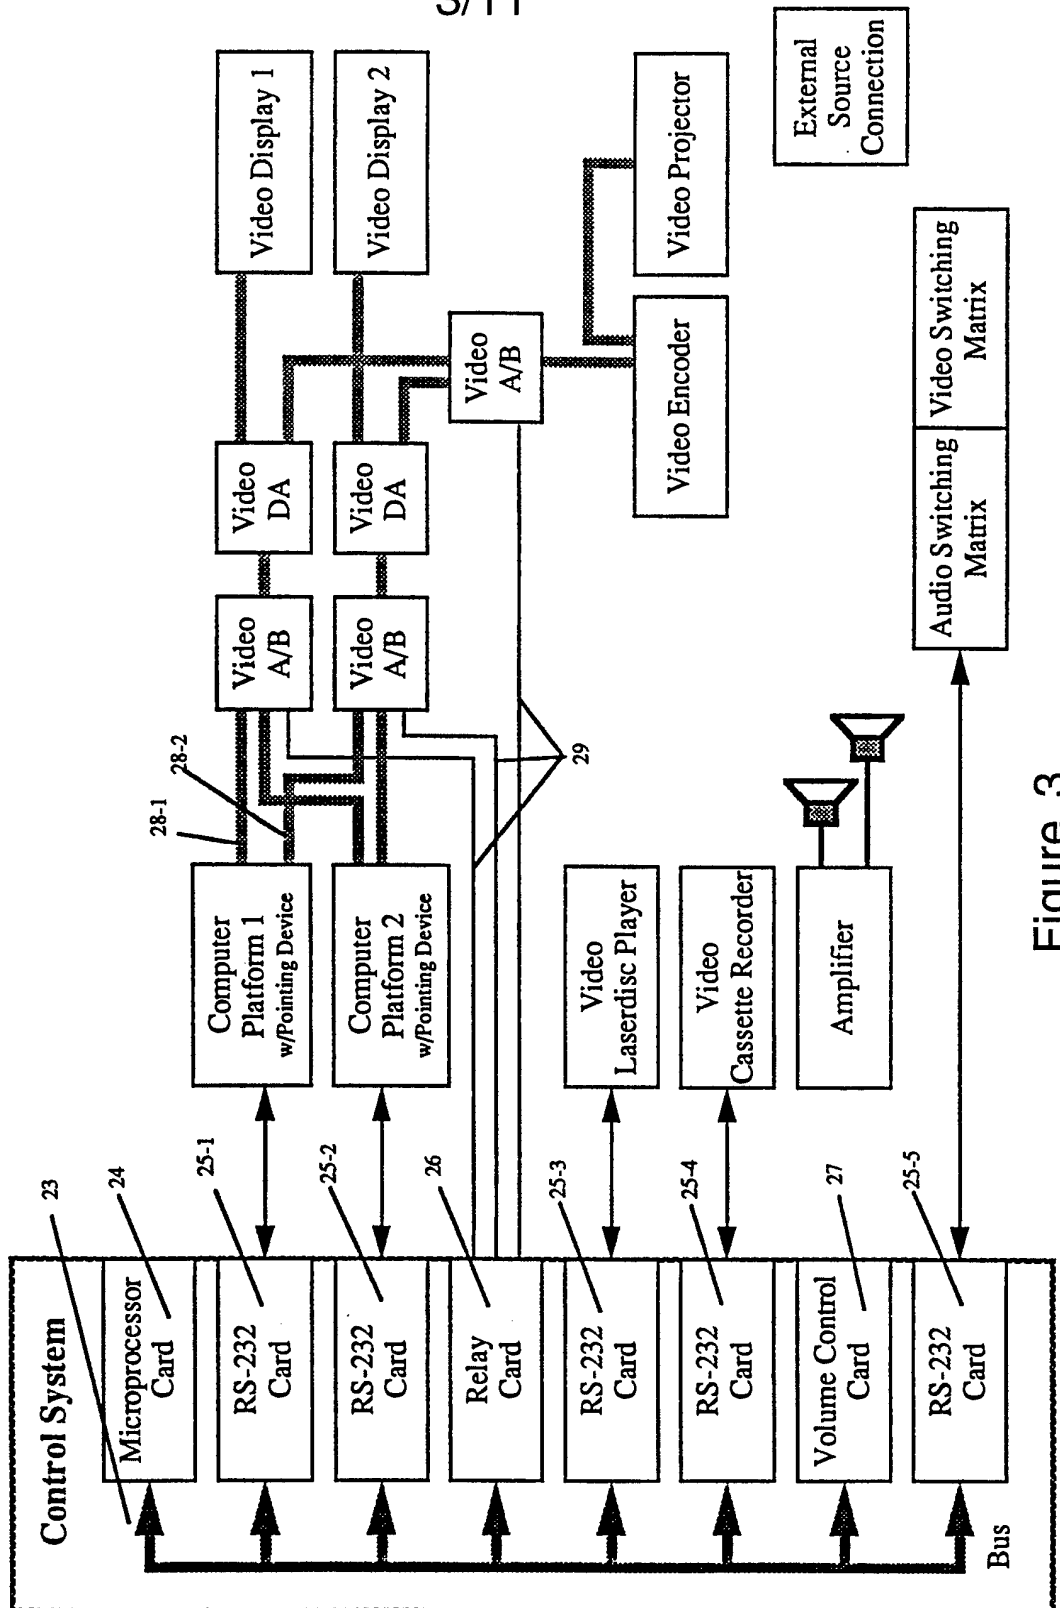 3/11
Control System
Bus
23
Microprocessor
Card
24
RS-232
Card
25-1
RS-232
Card
25-2
Relay
Card
26
RS-232
Card
25-3
RS-232
Card
25-4
Volume Control
Card
27
RS-232
Card
25-5
Computer
Platform 1
w/Pointing Device
Computer
Platform 2
w/Pointing Device
28-1
28-2
29
Video
Laserdisc Player
Video
Cassette Recorder
Amplifier
Video
A/B
Video
A/B
Video
DA
Video
DA
Video
A/B
Video Display 1
Video Display 2
Video Encoder
Video Projector
Audio Switching
Matrix
Video Switching
Matrix
External
Source
Connection
Figure 3